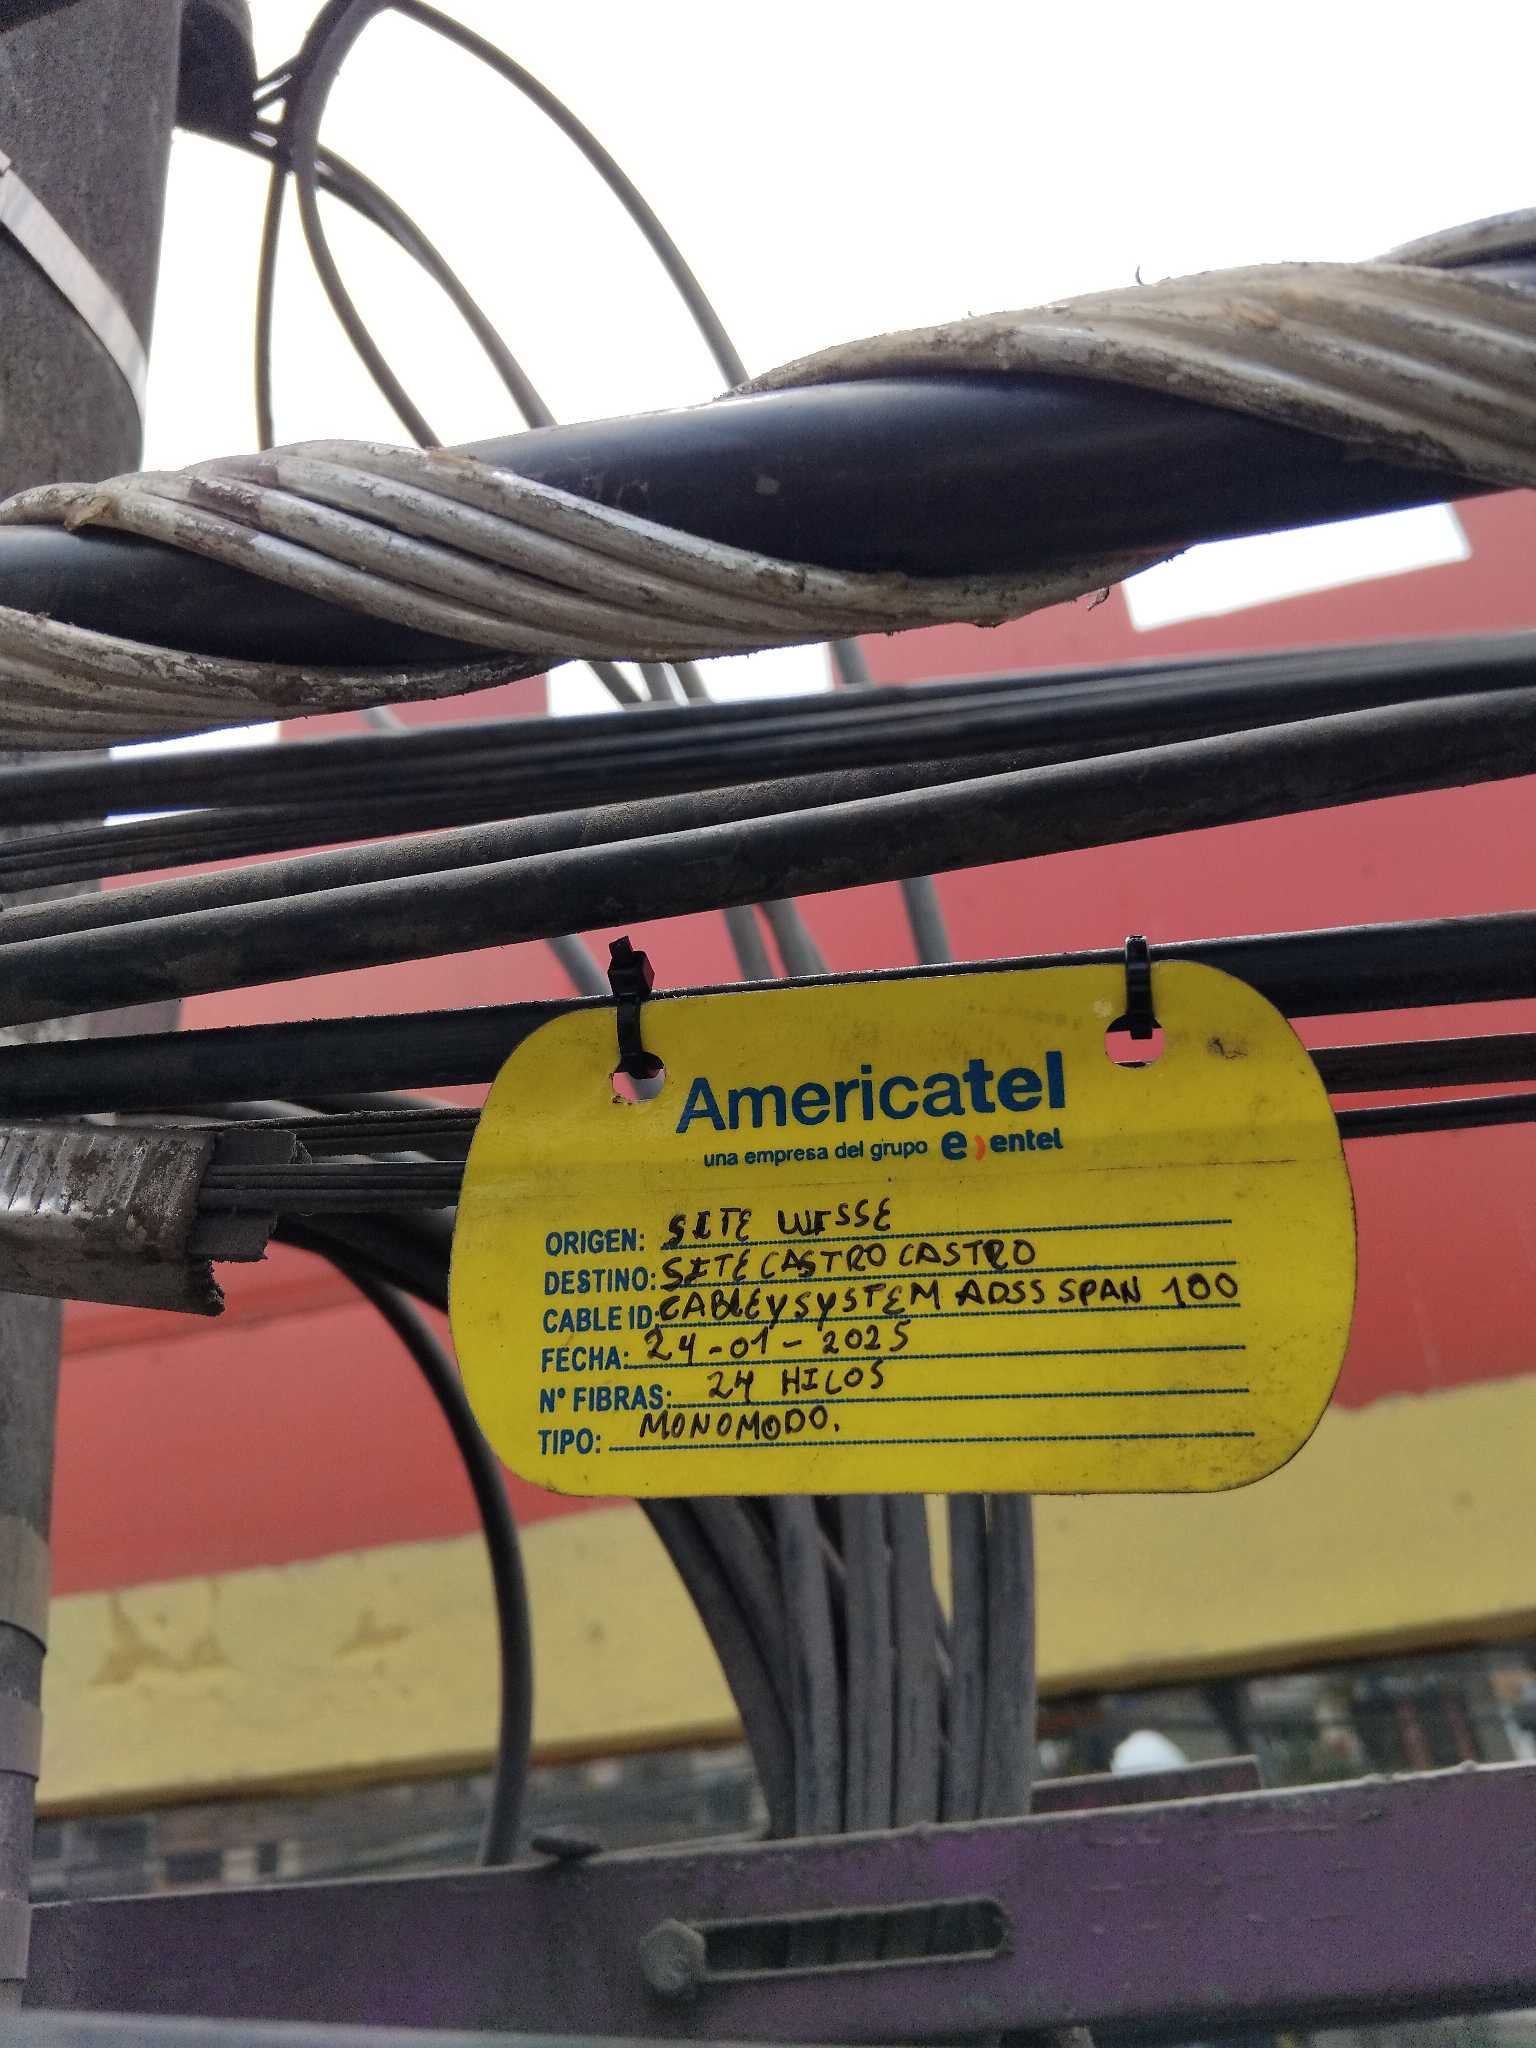 Americatel
una empresa del grupo e) entel
ORIGEN: SITE WESSE
DESTINO: SITE CASTRO CASTRO
CABLE ID: CABLEYSYSTEM ADSS SPAN 100
FECHA: 24-01-2025
N° FIBRAS: 24 HILOS
TIPO: MONOMODO.